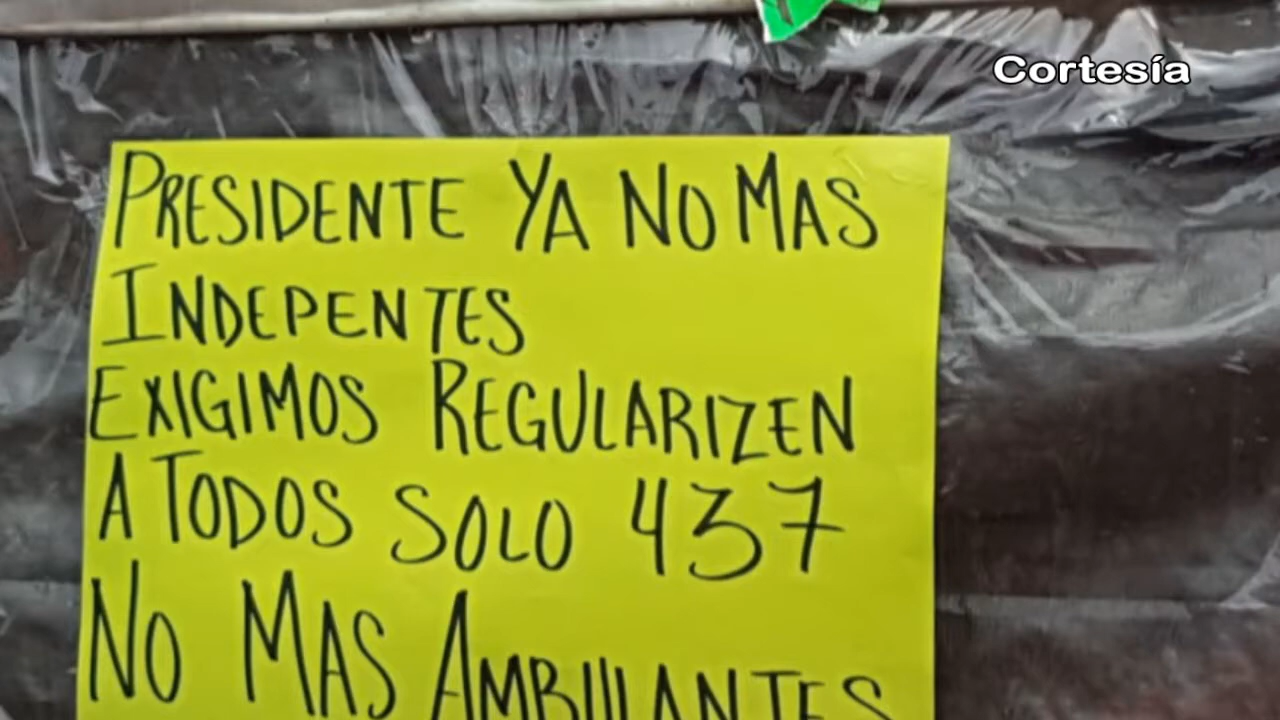 Cortesía
PRESIDENTE YA NO MAS
INDEPENTES
EXIGIMOS REGULARIZEN
A TODOS SOLO 437
NO MAS AMBULANTES